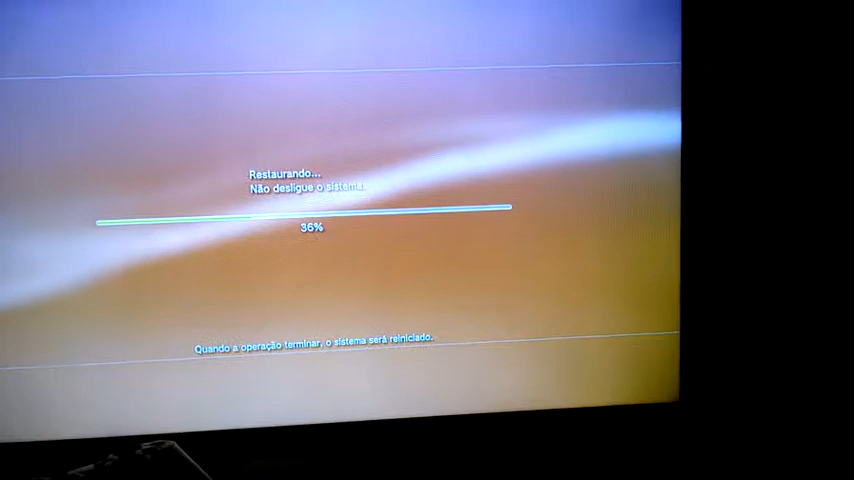 Restaurando...
Não desligue o sistema.
36%
Quando a operação terminar, o sistema será reiniciado.